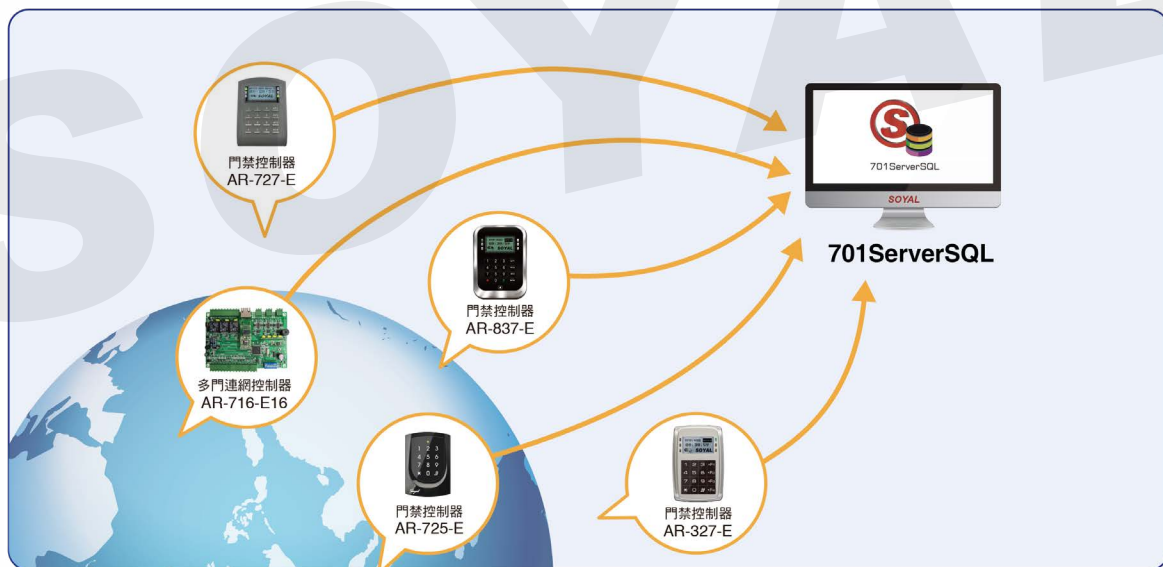 SOYAL
門禁控制器
AR-727-E
701ServerSQL
SOYAL
701ServerSQL
門禁控制器
AR-837-E
多門連網控制器
AR-716-E16
門禁控制器
AR-725-E
SOYAL
門禁控制器
AR-327-E